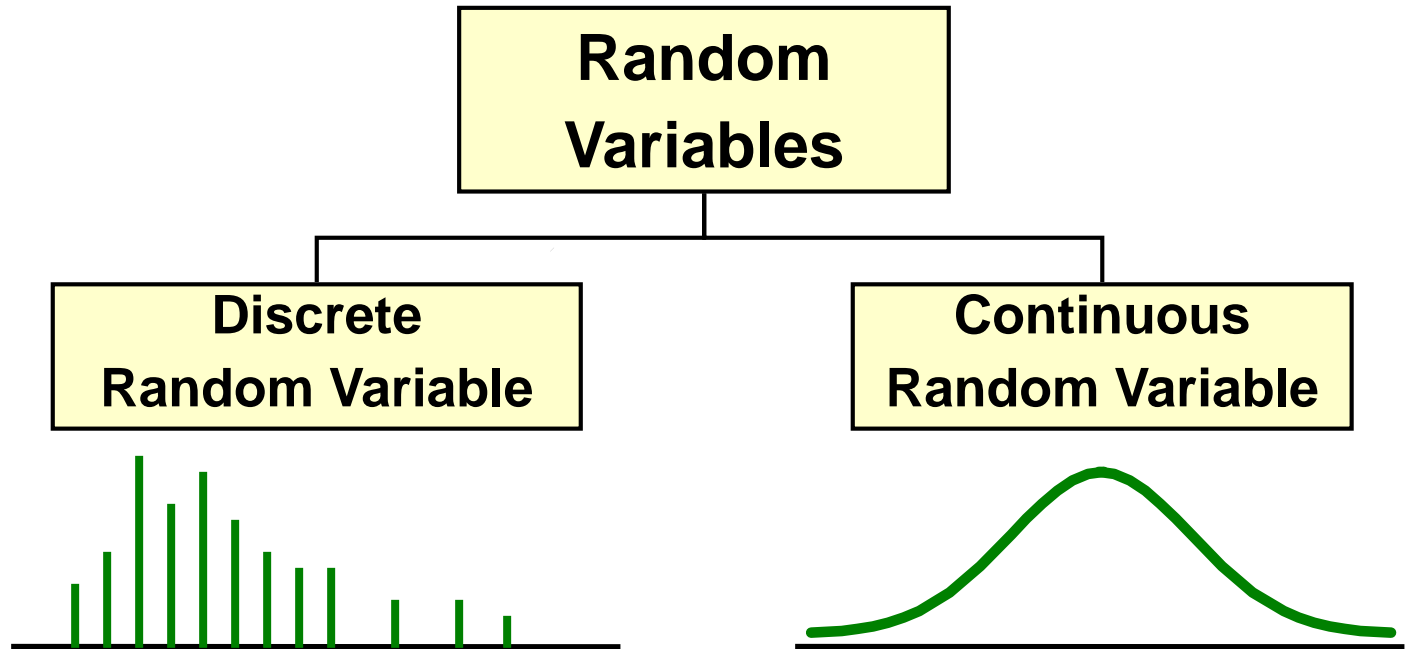 Random
Variables
Discrete
Random Variable
Continuous
Random Variable